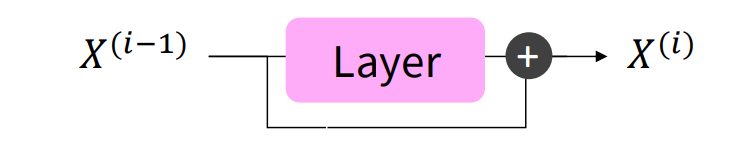 X^{(i-1)} Layer + X^{(i)}